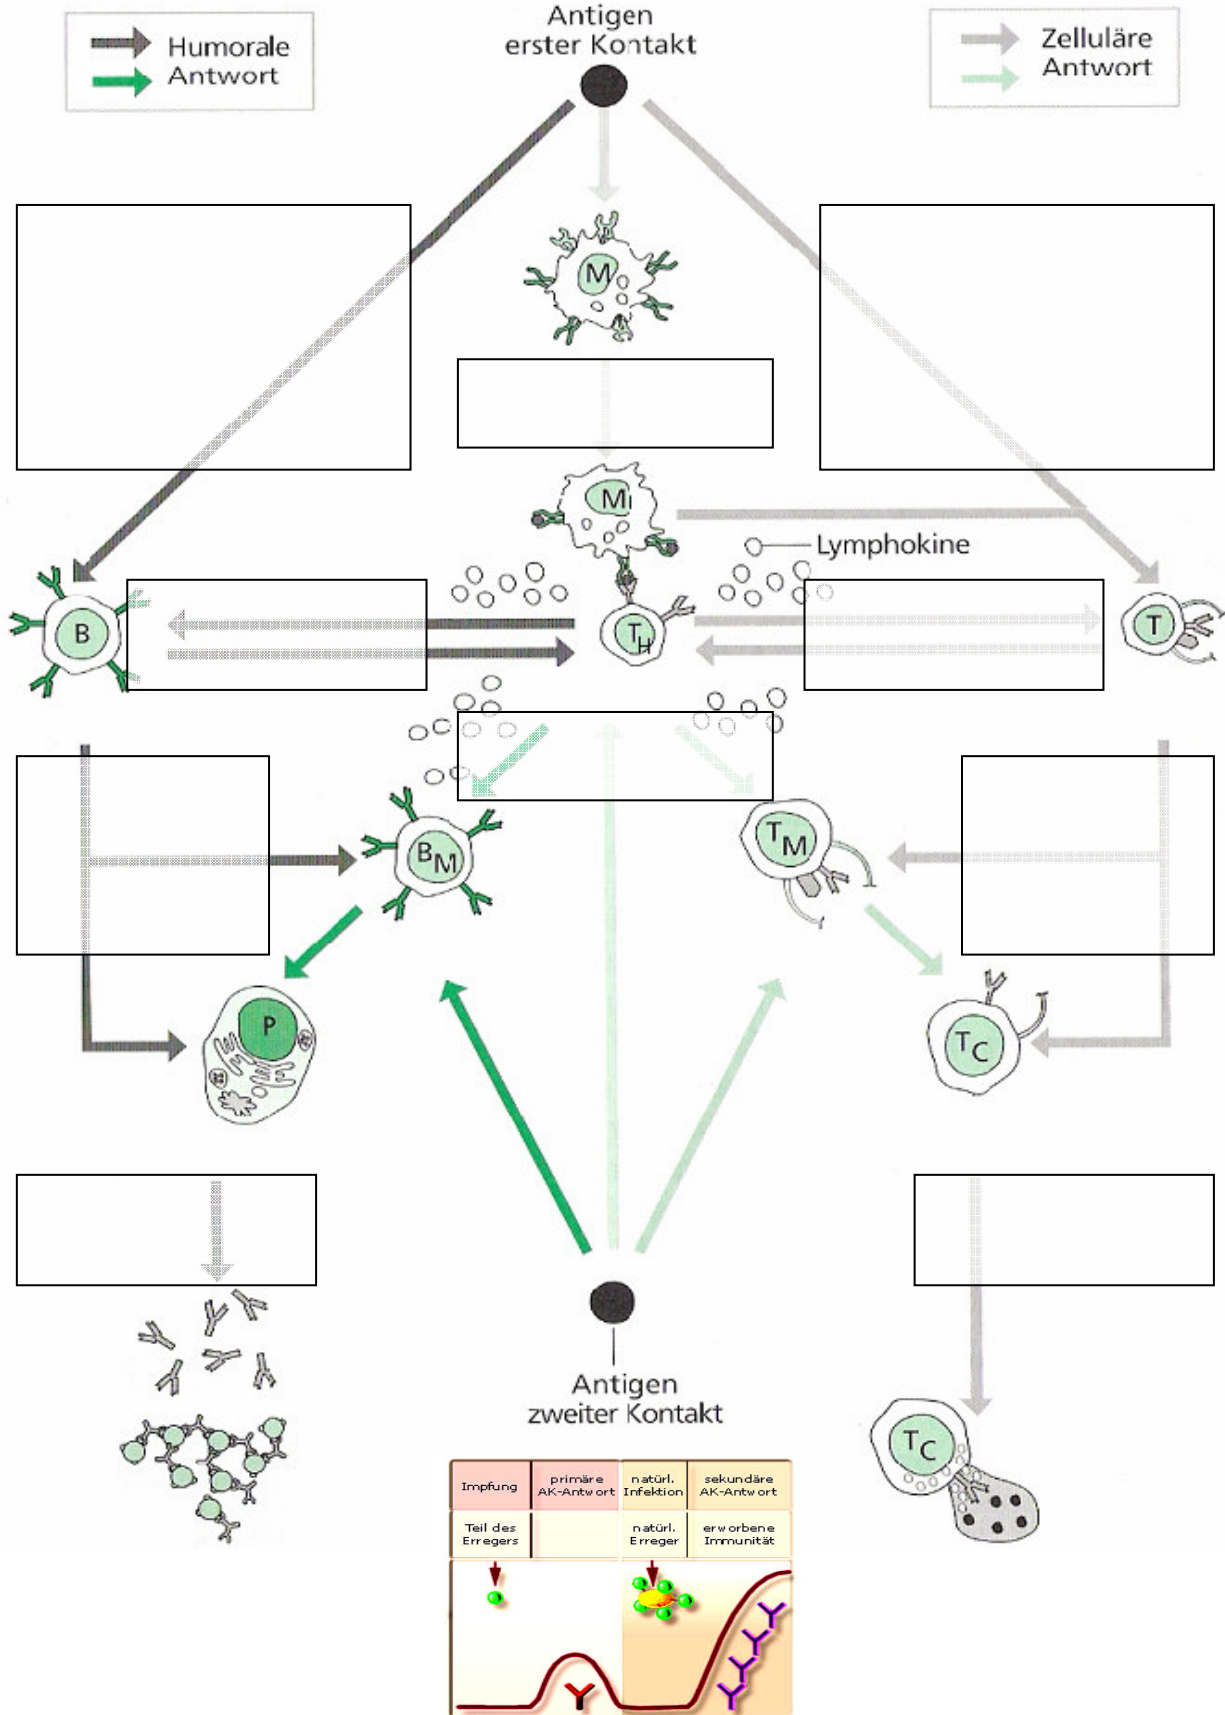 Antigen
erster Kontakt
Humorale
Antwort
Zelluläre
Antwort
M
M
Lymphokine
B
TH
T
BM
TM
P
TC
Antigen
zweiter Kontakt
TC
Impfung
primäre
AK-Antwort
natürl.
Infektion
sekundäre
AK-Antwort
Teil des
Erregers
natürl.
Erreger
erworbene
Immunität